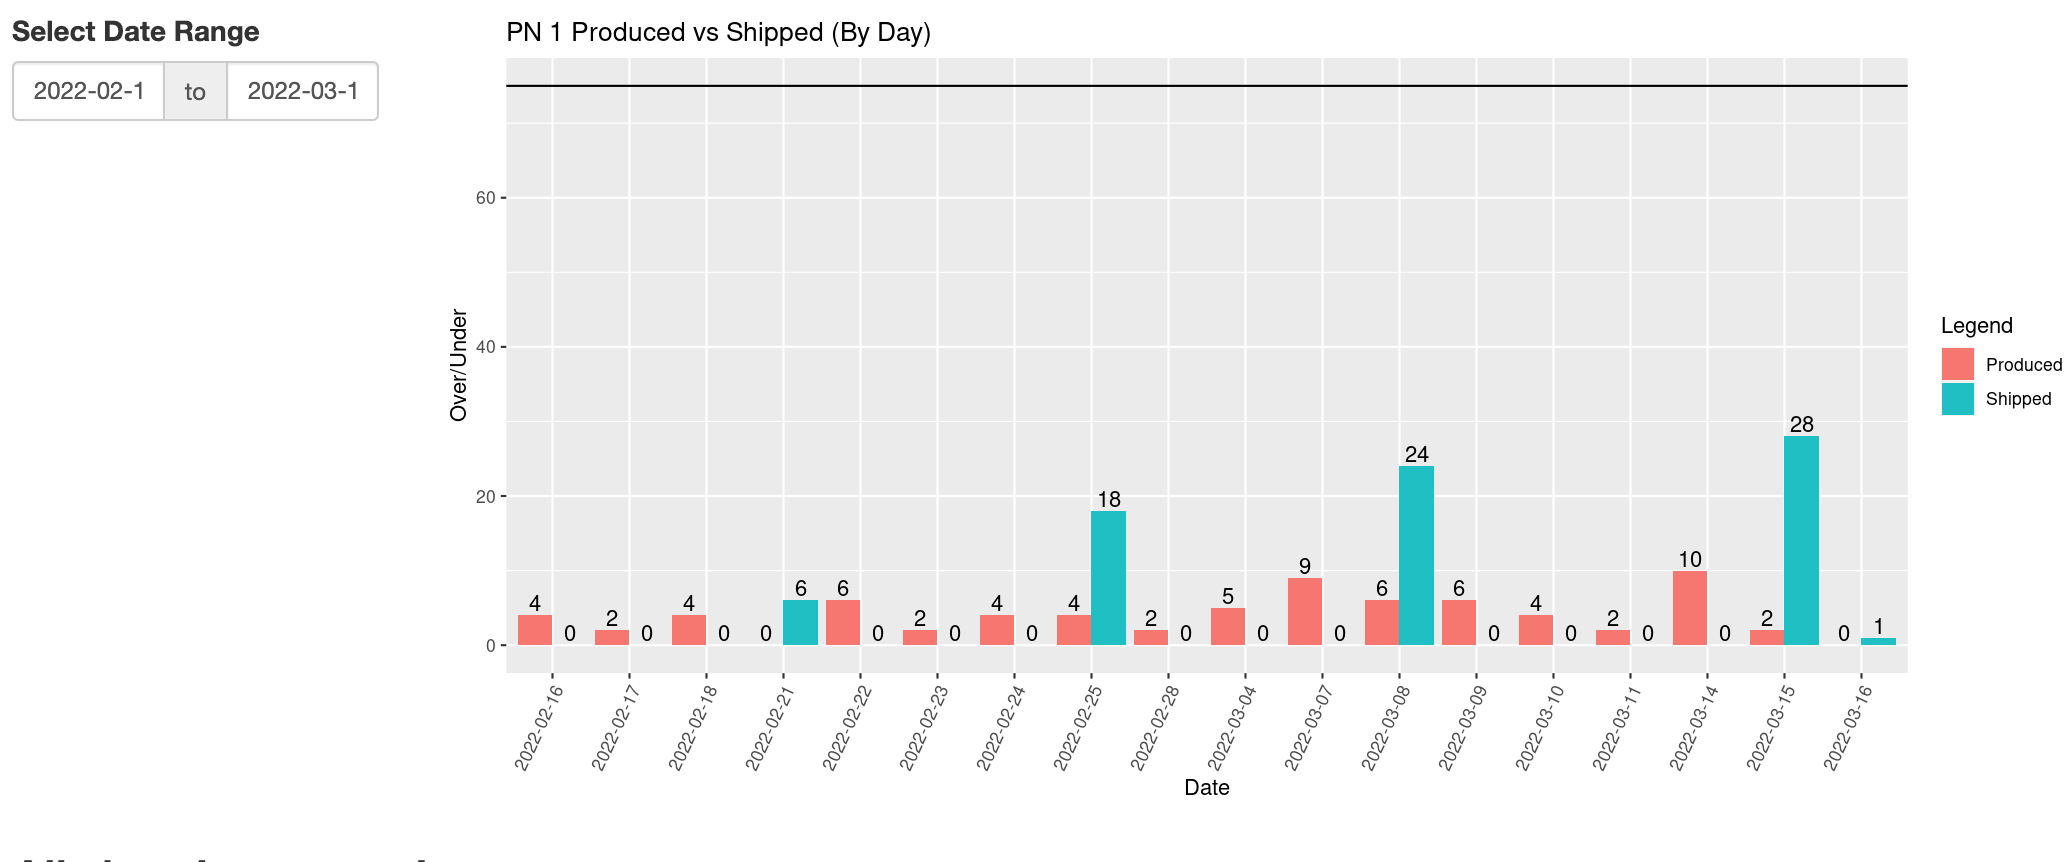 Select Date Range
2022-02-1 to 2022-03-1
PN 1 Produced vs Shipped (By Day)
Over/Under
60
40
20
0
4 0 2 0 4 0 0 6 6 0 2 0 4 0 4 18 2 0 5 0 9 0 6 24 6 0 4 0 2 0 10 0 2 28 0 1
2022-02-16 2022-02-17 2022-02-18 2022-02-21 2022-02-22 2022-02-23 2022-02-24 2022-02-25 2022-02-28 2022-03-04 2022-03-07 2022-03-08 2022-03-09 2022-03-10 2022-03-11 2022-03-14 2022-03-15 2022-03-16
Date
Legend
Produced
Shipped